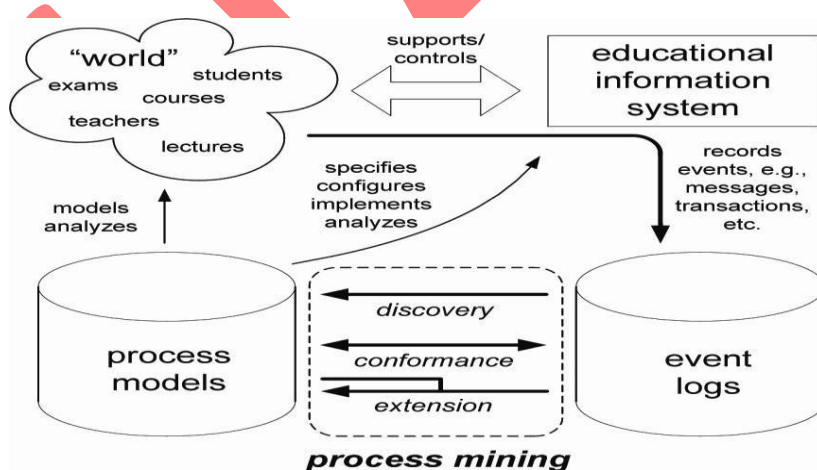 “world”
exams
students
courses
teachers
lectures
supports/
controls
educational
information
system
models
analyzes
specifies
configures
implements
analyzes
records
events, e.g.,
messages,
transactions,
etc.
process
models
discovery
conformance
extension
event
logs
process mining